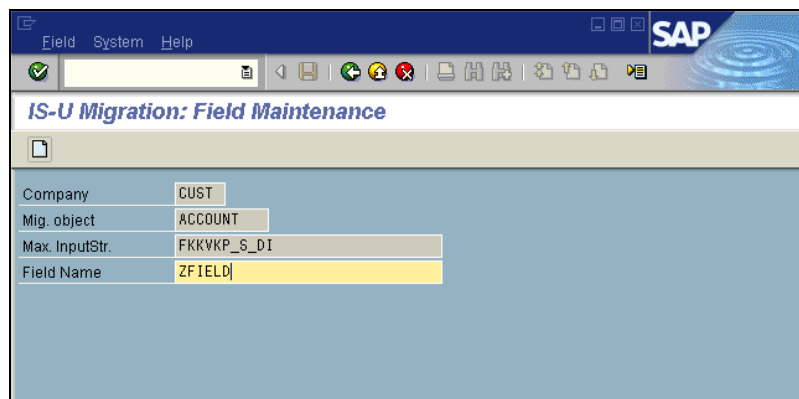 Field System Help
SAP
IS-U Migration: Field Maintenance
Company CUST
Mig. object ACCOUNT
Max. InputStr. FKKVKP_S_DI
Field Name ZFIELD